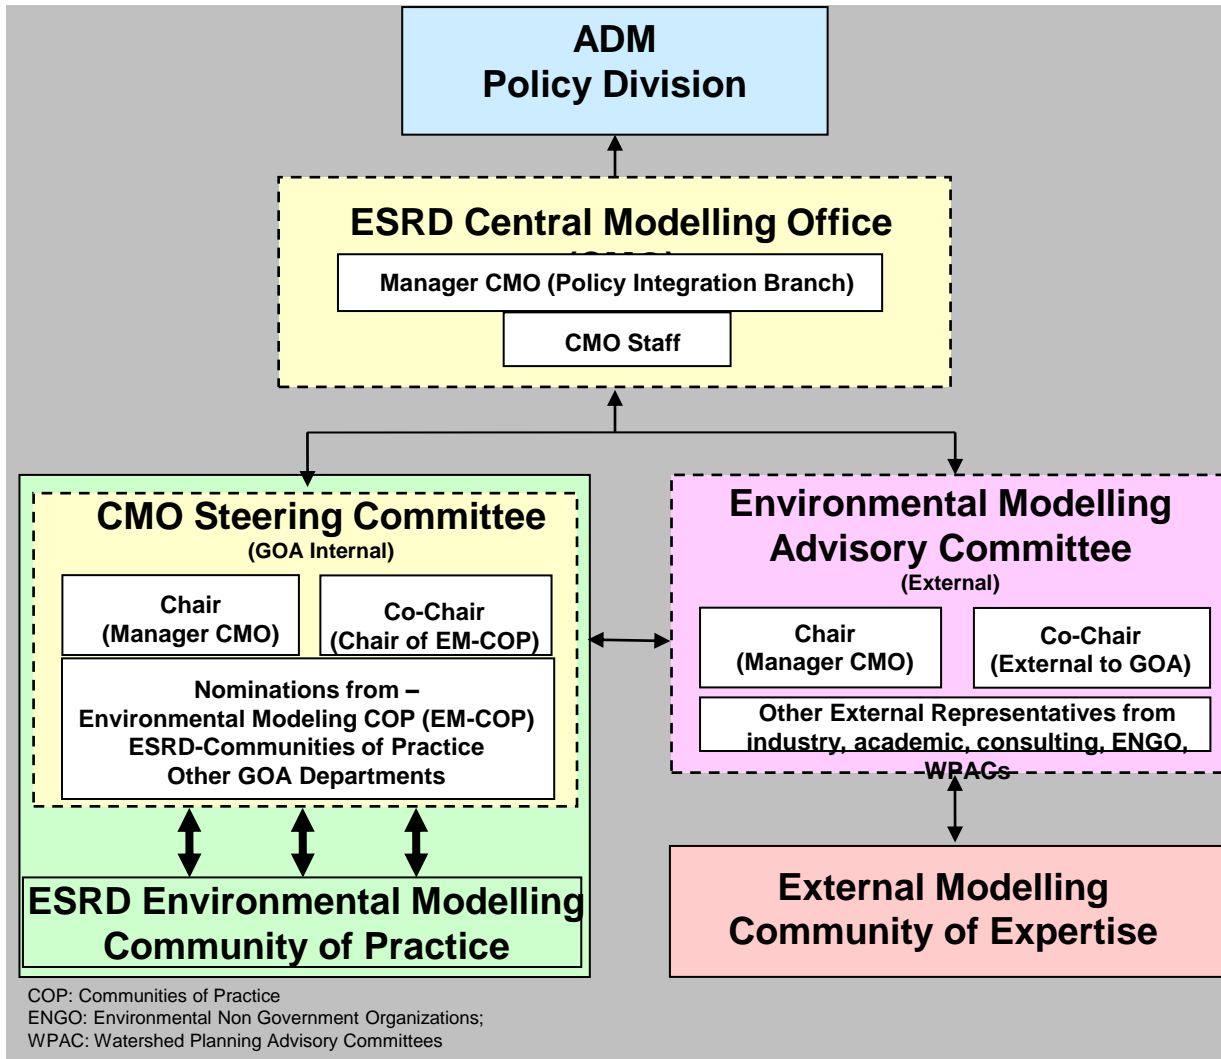 ADM
Policy Division
ESRD Central Modelling Office
(CMO)
Manager CMO (Policy Integration Branch)
CMO Staff
CMO Steering Committee
(GOA Internal)
Chair
(Manager CMO)
Co-Chair
(Chair of EM-COP)
Nominations from –
Environmental Modeling COP (EM-COP)
ESRD-Communities of Practice
Other GOA Departments
ESRD Environmental Modelling
Community of Practice
Environmental Modelling
Advisory Committee
(External)
Chair
(Manager CMO)
Co-Chair
(External to GOA)
Other External Representatives from
industry, academic, consulting, ENGO,
WPACs
External Modelling
Community of Expertise
COP: Communities of Practice
ENGO: Environmental Non Government Organizations;
WPAC: Watershed Planning Advisory Committees